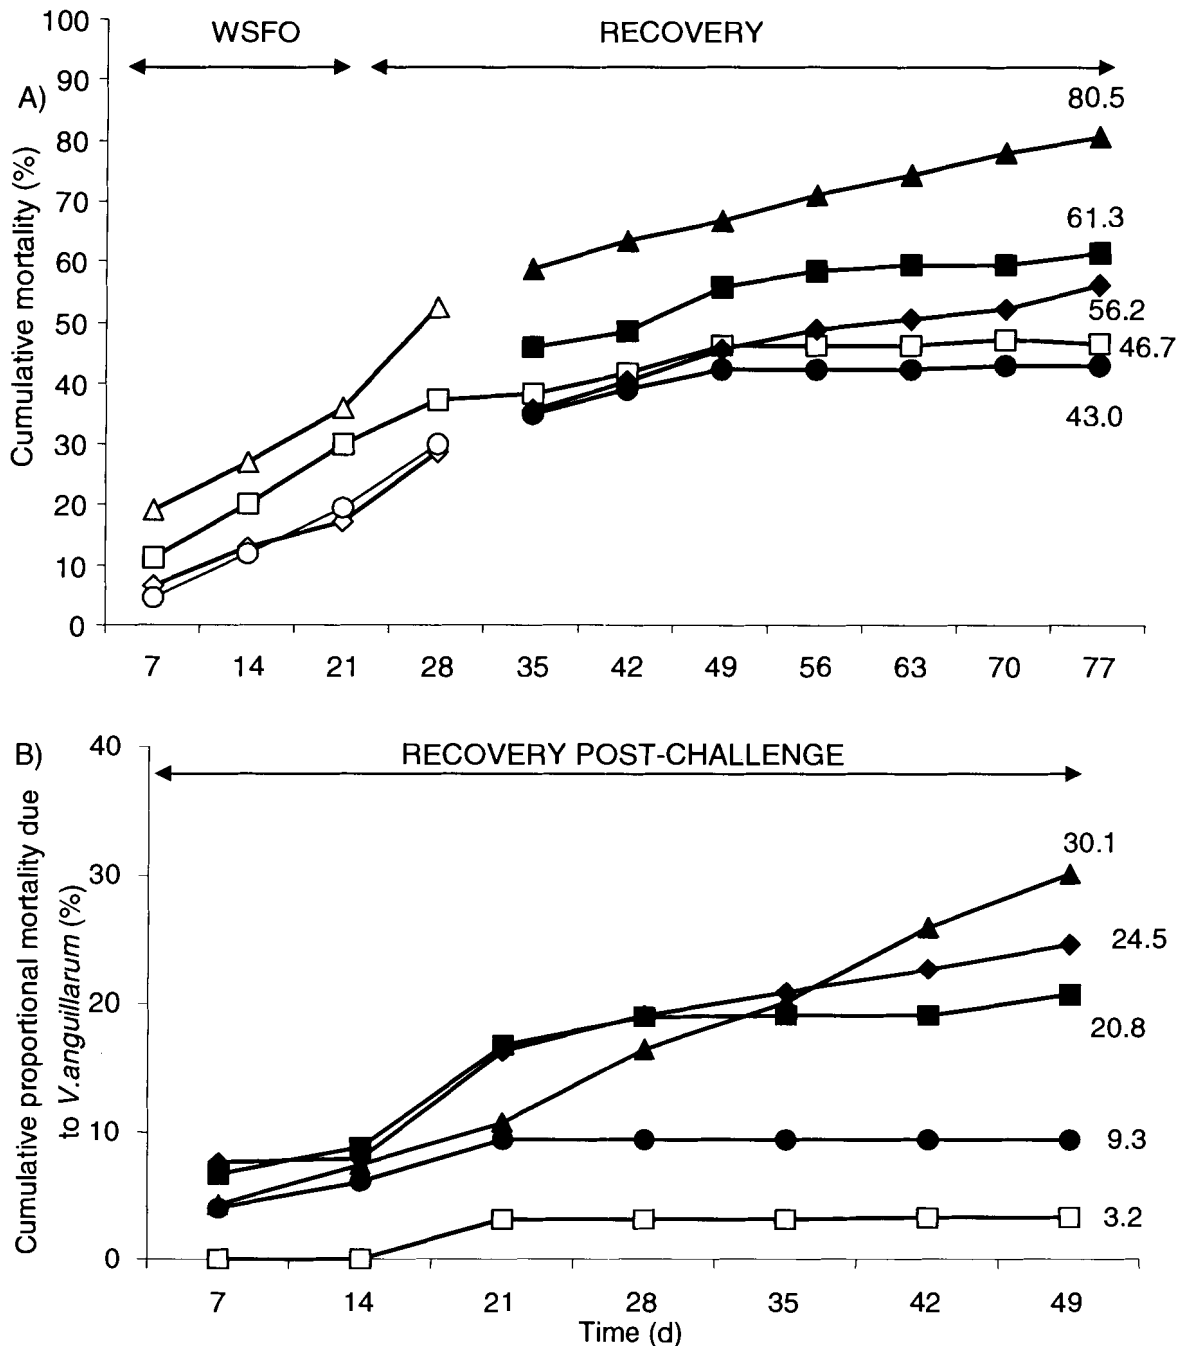 WSFO RECOVERY
A)
Cumulative mortality (%)
100
90
80
70
60
50
40
30
20
10
0
80.5
61.3
56.2
46.7
43.0
7 14 21 28 35 42 49 56 63 70 77
B)
RECOVERY POST-CHALLENGE
Cumulative proportional mortality due
to V.anguillarum (%)
40
30
20
10
0
30.1
24.5
20.8
9.3
3.2
7 14 21 28 35 42 49
Time (d)